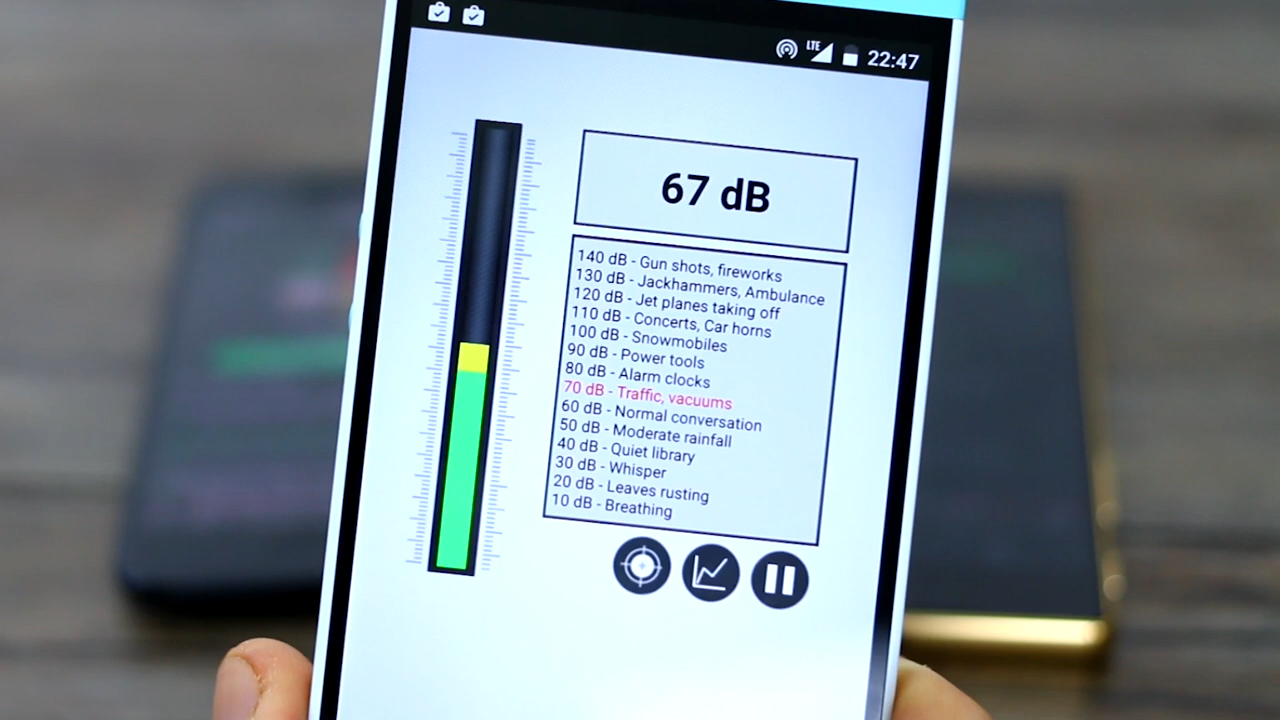 LTE 22:47
67 dB
140 dB - Gun shots, fireworks
130 dB - Jackhammers, Ambulance
120 dB - Jet planes taking off
110 dB - Concerts, Car horns
100 dB - Snowmobiles
90 dB - Power tools
80 dB - Alarm clocks
70 dB - Traffic, vacuums
60 dB - Normal conversation
50 dB - Moderate rainfall
40 dB - Quiet library
30 dB - Whisper
20 dB - Leaves rusting
10 dB - Breathing